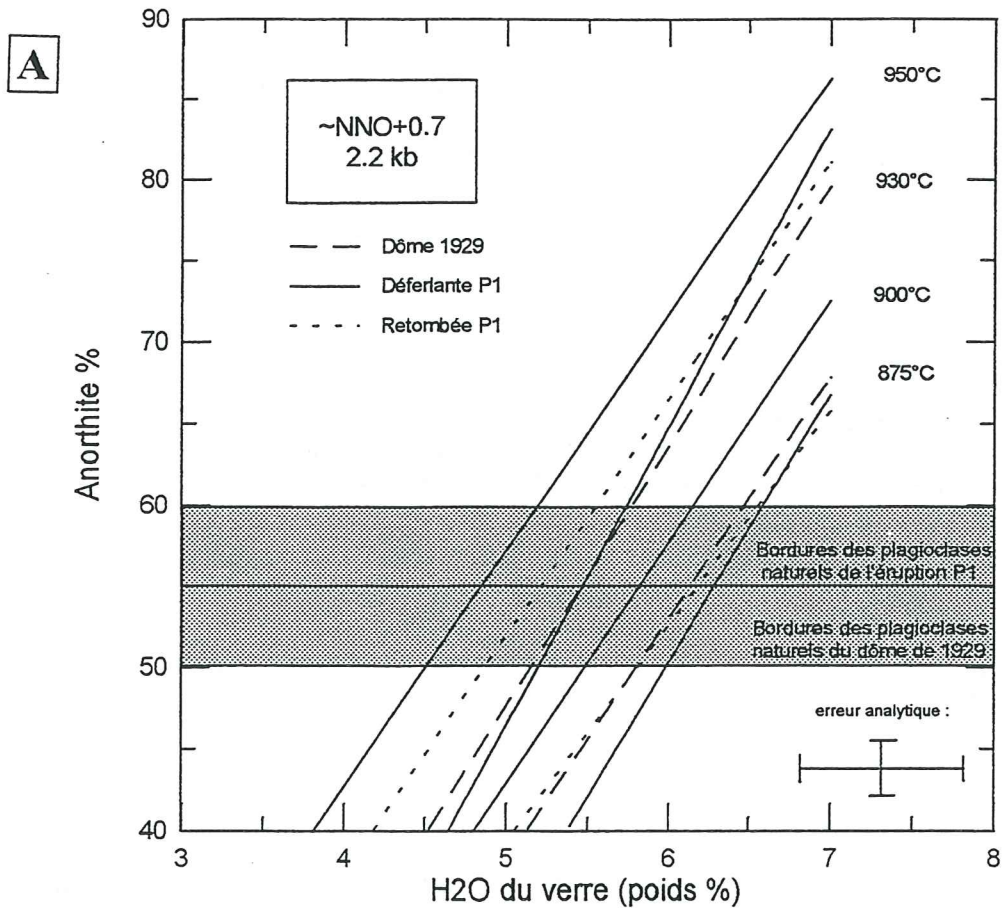 A
90
80
70
60
50
40
Anorthite %
~NNO+0.7
2.2 kb
Dôme 1929
Déferlante P1
Retombée P1
950°C
930°C
900°C
875°C
Bordures des plagioclases
naturels de l'éruption P1
Bordures des plagioclases
naturels du dôme de 1929
erreur analytique :
3 4 5 6 7 8
H2O du verre (poids %)